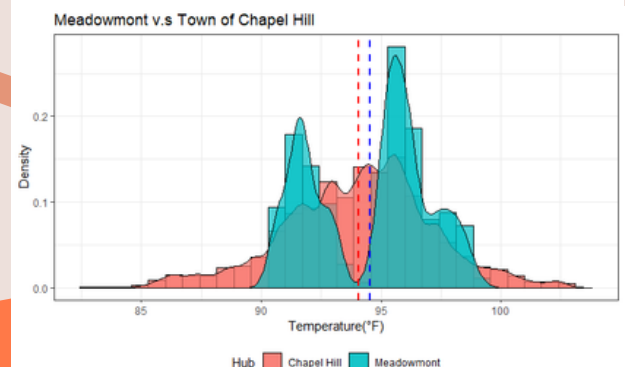 Meadowmont v.s Town of Chapel Hill
0.2
0.1
0.0
Density
85 90 95 100
Temperature(°F)
Hub Chapel Hill Meadowmont